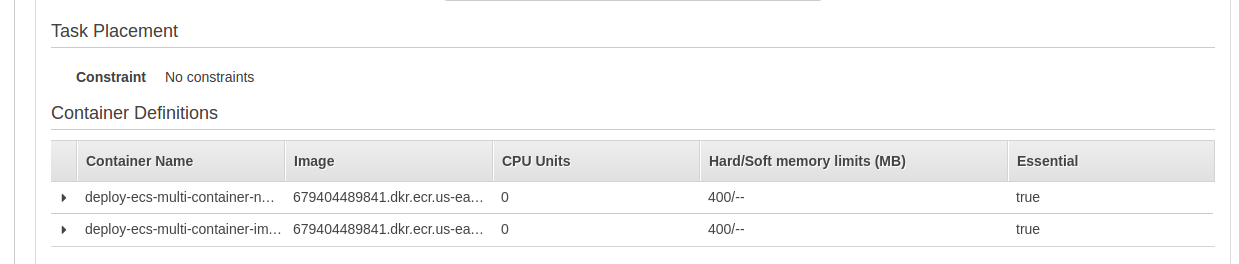 Task Placement
Constraint No constraints
Container Definitions
Container Name Image CPU Units Hard/Soft memory limits (MB) Essential
deploy-ecs-multi-container-n... 679404489841.dkr.ecr.us-ea... 0 400/-- true
deploy-ecs-multi-container-im... 679404489841.dkr.ecr.us-ea... 0 400/-- true